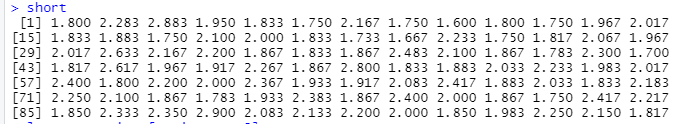 > short
[1] 1.800 2.283 2.883 1.950 1.833 1.750 2.167 1.750 1.600 1.800 1.750 1.967 2.017
[15] 1.833 1.883 1.750 2.100 2.000 1.833 1.733 1.667 2.233 1.750 1.817 2.067 1.967
[29] 2.017 2.633 2.167 2.200 1.867 1.833 1.867 2.483 2.100 1.867 1.783 2.300 1.700
[43] 1.817 2.617 1.967 1.917 2.267 1.867 2.800 1.833 1.883 2.033 2.233 1.983 2.017
[57] 2.400 1.800 2.200 2.000 2.367 1.933 1.917 2.083 2.417 1.883 2.033 1.833 2.183
[71] 2.250 2.100 1.867 1.783 1.933 2.383 1.867 2.400 2.000 1.867 1.750 2.417 2.217
[85] 1.850 2.333 2.350 2.900 2.083 2.133 2.200 2.000 1.850 1.983 2.250 2.150 1.817